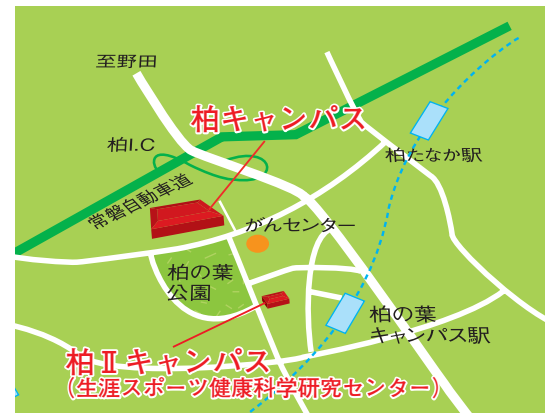 至野田
柏キャンパス
柏I.C
柏たなか駅
常磐自動車道
がんセンター
柏の葉
公園
柏の葉
キャンパス駅
柏Ⅱキャンパス
(生涯スポーツ健康科学研究センター)